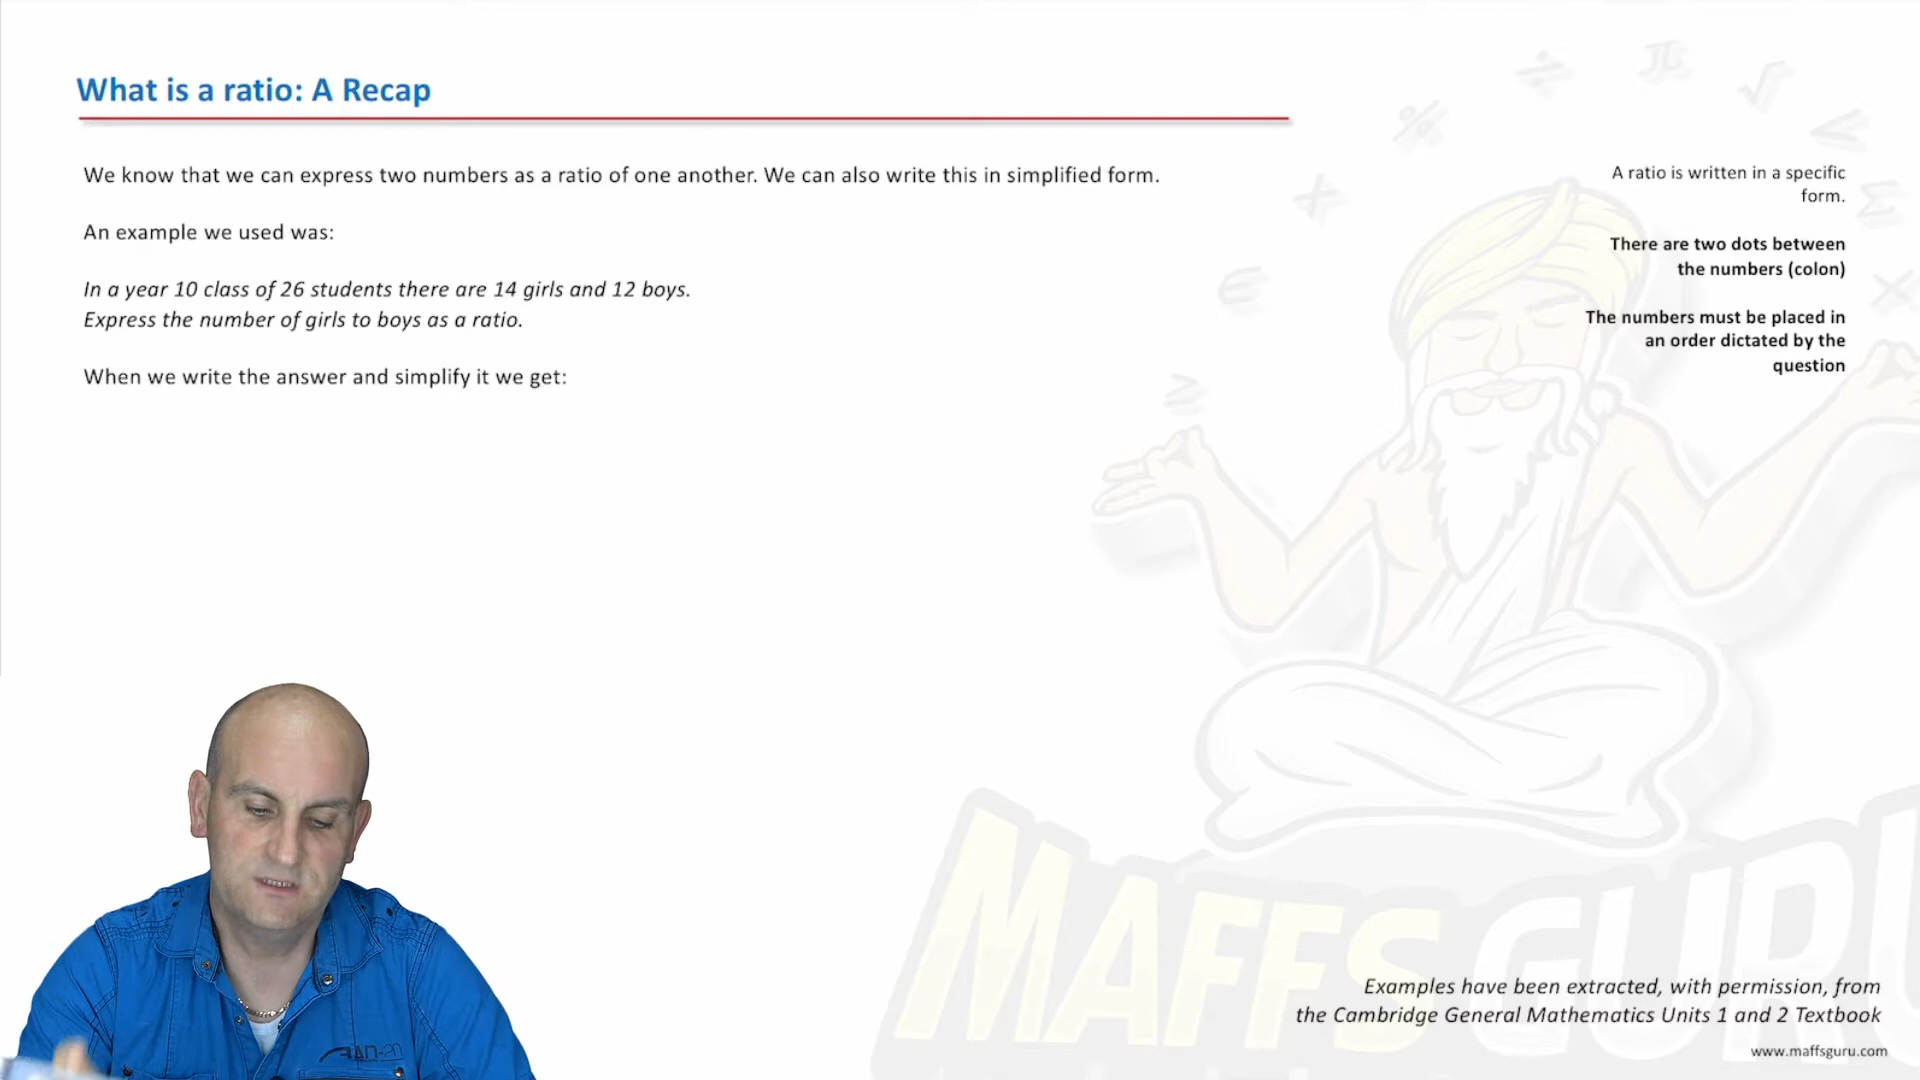 What is a ratio: A Recap
We know that we can express two numbers as a ratio of one another. We can also write this in simplified form.
An example we used was:
In a year 10 class of 26 students there are 14 girls and 12 boys.
Express the number of girls to boys as a ratio.
When we write the answer and simplify it we get:
A ratio is written in a specific
form.
There are two dots between
the numbers (colon)
The numbers must be placed in
an order dictated by the
question
MAFFSGURU
Examples have been extracted, with permission, from
the Cambridge General Mathematics Units 1 and 2 Textbook
www.maffsguru.com